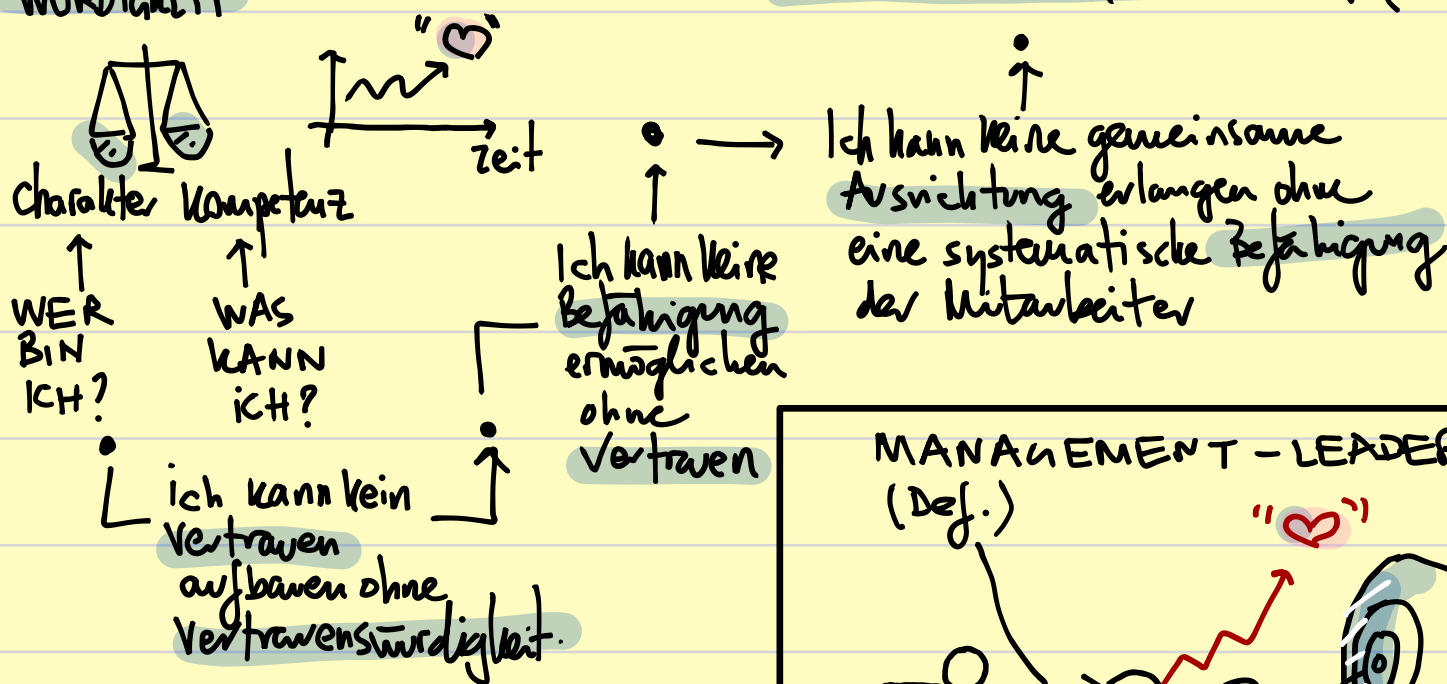 WÜRDIGKEIT
Zeit
Charakter Kompetenz
WER
BIN
ICH?
WAS
KANN
iCH?
ich kann kein
Vertrauen
aufbauen ohne
Vertrauenswürdigkeit.
Ich kann keine
Befähigung
ermöglichen
ohne
Vertrauen
Ich kann keine gemeinsame
Ausrichtung erlangen ohne
eine systematische Befähigung
der Mitarbeiter
MANAGEMENT - LEADER
(Def.)